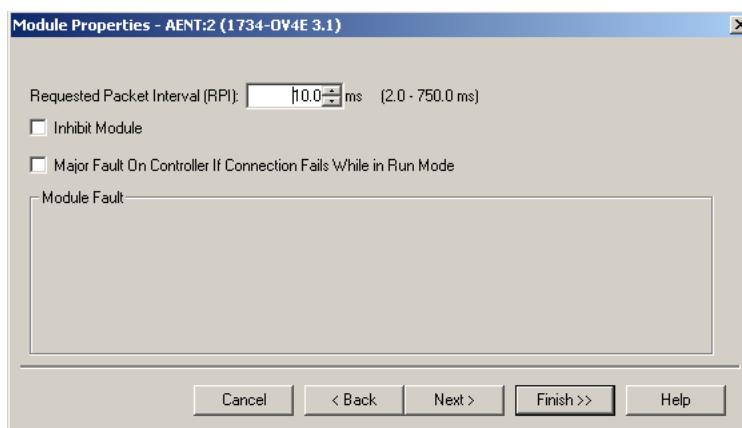 Module Properties - AENT:2 (1734-OV4E 3.1)
Requested Packet Interval (RPI): 10.0 ms (2.0 - 750.0 ms)
Inhibit Module
Major Fault On Controller If Connection Fails While in Run Mode
Module Fault
Cancel < Back Next > Finish >> Help